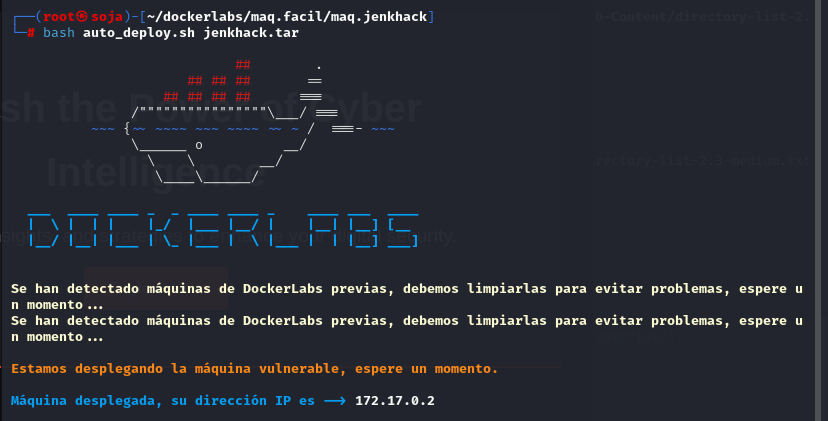 ┌──(root㉿soja)-[~/dockerlabs/maq.facil/maq.jenkhack]
└─# bash auto_deploy.sh jenkhack.tar
DOCKERLABS
Se han detectado máquinas de DockerLabs previas, debemos limpiarlas para evitar problemas, espere u
n momento...
Se han detectado máquinas de DockerLabs previas, debemos limpiarlas para evitar problemas, espere u
n momento...
Estamos desplegando la máquina vulnerable, espere un momento.
Máquina desplegada, su dirección IP es --> 172.17.0.2